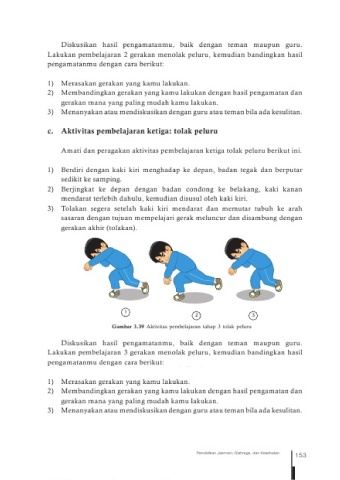 Diskusikan hasil pengamatanmu, baik dengan teman maupun guru.
Lakukan pembelajaran 2 gerakan menolak peluru, kemudian bandingkan hasil
pengamatanmu dengan cara berikut:
1) Merasakan gerakan yang kamu lakukan.
2) Membandingkan gerakan yang kamu lakukan dengan hasil pengamatan dan
gerakan mana yang paling mudah kamu lakukan.
3) Menanyakan atau mendiskusikan dengan guru atau teman bila ada kesulitan.
c. Aktivitas pembelajaran ketiga: tolak peluru
Amati dan peragakan aktivitas pembelajaran ketiga tolak peluru berikut ini.
1) Berdiri dengan kaki kiri menghadap ke depan, badan tegak dan berputar
sedikit ke samping.
2) Berjingkat ke depan dengan badan condong ke belakang, kaki kanan
mendarat terlebih dahulu, kemudian disusul oleh kaki kiri.
3) Tolakan segera setelah kaki kiri mendarat dan memutar tubuh ke arah
sasaran dengan tujuan mempelajari gerak meluncur dan disambung dengan
gerakan akhir (tolakan).
1 2 3
Gambar 3.39 Aktivitas pembelajaran tahap 3 tolak peluru
Diskusikan hasil pengamatanmu, baik dengan teman maupun guru.
Lakukan pembelajaran 3 gerakan menolak peluru, kemudian bandingkan hasil
pengamatanmu dengan cara berikut:
1) Merasakan gerakan yang kamu lakukan.
2) Membandingkan gerakan yang kamu lakukan dengan hasil pengamatan dan
gerakan mana yang paling mudah kamu lakukan.
3) Menanyakan atau mendiskusikan dengan guru atau teman bila ada kesulitan.
Pendidikan Jasmani, Olahraga, dan Kesehatan 153